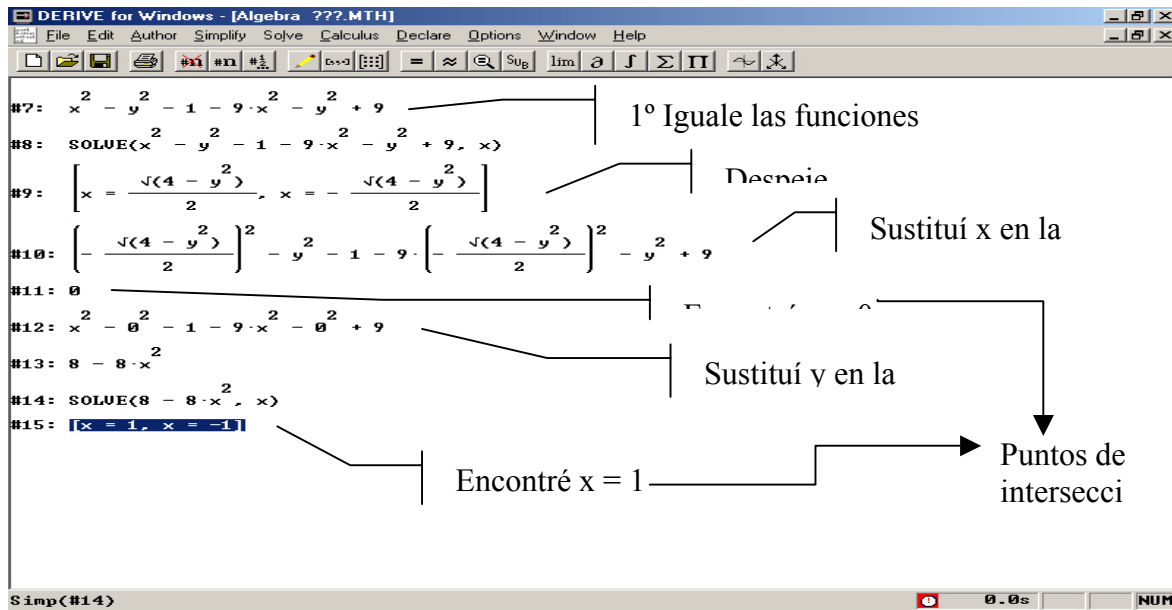 DERIVE for Windows - [Algebra ???.MTH]
File Edit Author Simplify Solve Calculus Declare Options Window Help
#n = ≈ SUB lim ∂ ∫ Σ Π
#7: x² - y² - 1 - 9·x² - y² + 9
1º Iguale las funciones
#8: SOLVE(x² - y² - 1 - 9·x² - y² + 9, x)
#9: [x = √(4 - y²)/2, x = - √(4 - y²)/2]
Despeje
#10: (- √(4 - y²)/2)² - y² - 1 - 9·(- √(4 - y²)/2)² - y² + 9
Sustituí x en la
#11: 0
#12: x² - 0² - 1 - 9·x² - 0² + 9
#13: 8 - 8·x²
Sustituí y en la
#14: SOLVE(8 - 8·x², x)
#15: [x = 1, x = -1]
Encontré x = 1
Puntos de
intersecci
Simp(#14) 0.0s NUM